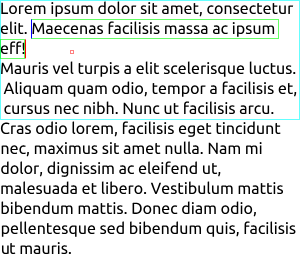 Lorem ipsum dolor sit amet, consectetur
elit. Maecenas facilisis massa ac ipsum
eff!
Mauris vel turpis a elit scelerisque luctus.
Aliquam quam odio, tempor a facilisis et,
cursus nec nibh. Nunc ut facilisis arcu.
Cras odio lorem, facilisis eget tincidunt
nec, maximus sit amet nulla. Nam mi
dolor, dignissim ac eleifend ut,
malesuada et libero. Vestibulum mattis
bibendum mattis. Donec diam odio,
pellentesque sed bibendum quis, facilisis
ut mauris.